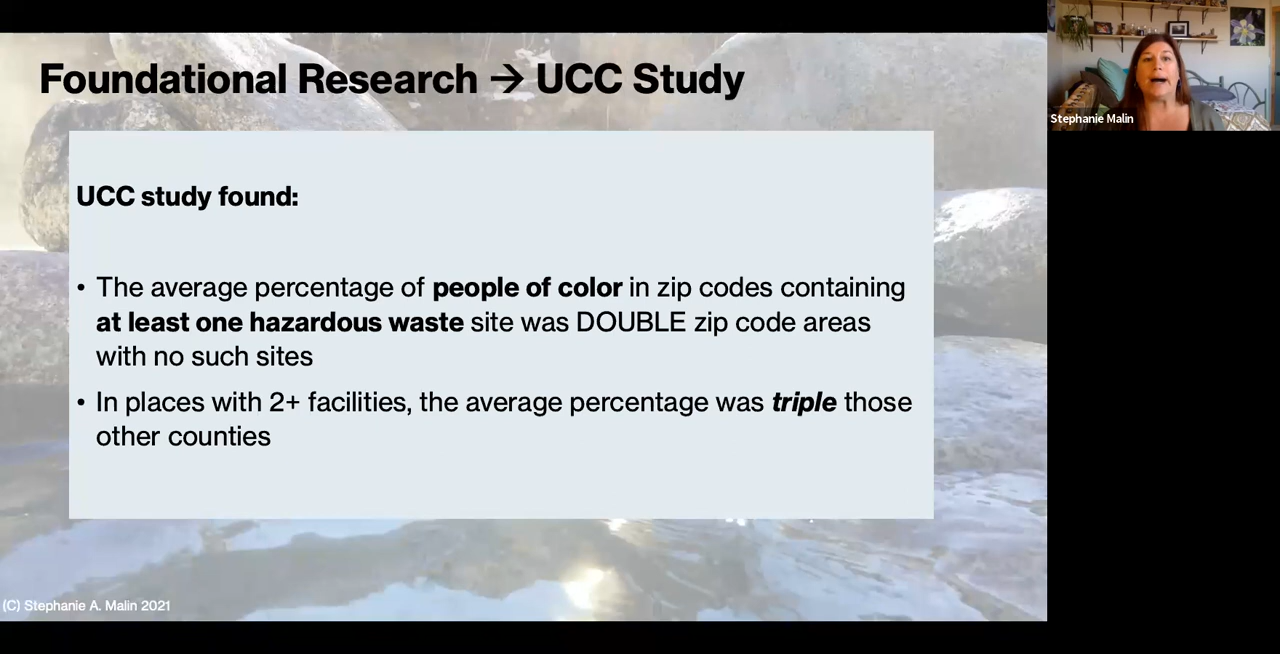 Foundational Research → UCC Study
Stephanie Malin
UCC study found:
• The average percentage of people of color in zip codes containing
at least one hazardous waste site was DOUBLE zip code areas
with no such sites
• In places with 2+ facilities, the average percentage was triple those
other counties
(C) Stephanie A. Malin 2021